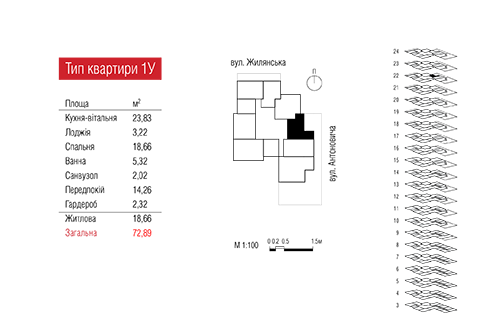 Тип квартири 1У
Площа м²
Кухня-вітальня 23,83
Лоджія 3,22
Спальня 18,66
Ванна 5,32
Санвузол 2,02
Передпокій 14,26
Гардероб 2,32
Житлова 18,66
Загальна 72,89
вул. Жилянська
П
вул. Антоновича
М 1:100
0 0.2 0.5 1.5м
24
23
22
21
20
19
18
17
16
15
14
13
12
11
10
9
8
7
6
5
4
3